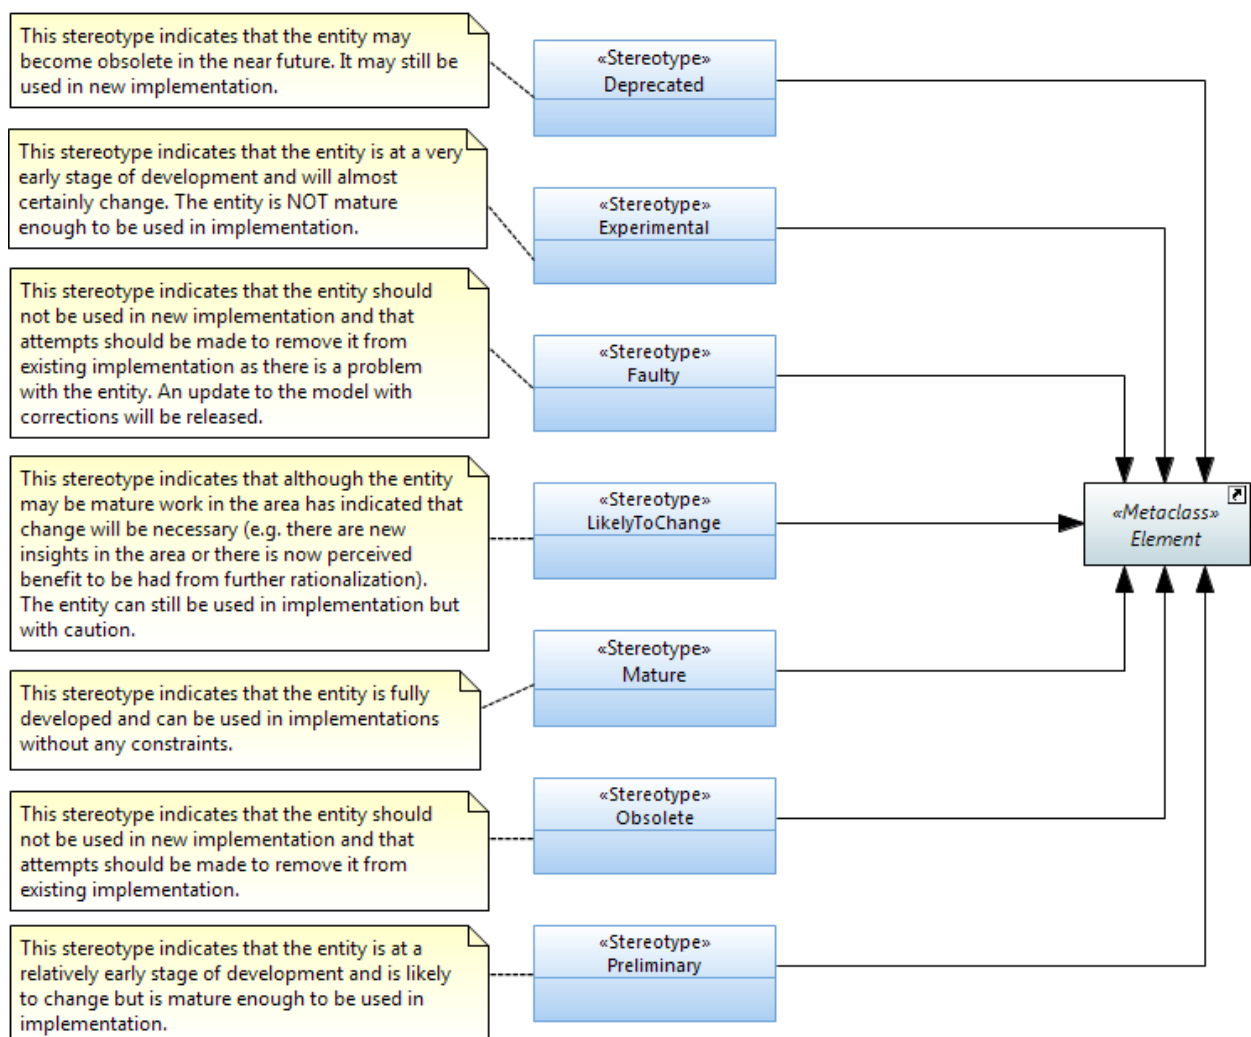 This stereotype indicates that the entity may
become obsolete in the near future. It may still be
used in new implementation.
«Stereotype»
Deprecated
This stereotype indicates that the entity is at a very
early stage of development and will almost
certainly change. The entity is NOT mature
enough to be used in implementation.
«Stereotype»
Experimental
This stereotype indicates that the entity should
not be used in new implementation and that
attempts should be made to remove it from
existing implementation as there is a problem
with the entity. An update to the model with
corrections will be released.
«Stereotype»
Faulty
This stereotype indicates that although the entity
may be mature work in the area has indicated that
change will be necessary (e.g. there are new
insights in the area or there is now perceived
benefit to be had from further rationalization).
The entity can still be used in implementation but
with caution.
«Stereotype»
LikelyToChange
«Metaclass»
Element
This stereotype indicates that the entity is fully
developed and can be used in implementations
without any constraints.
«Stereotype»
Mature
This stereotype indicates that the entity should
not be used in new implementation and that
attempts should be made to remove it from
existing implementation.
«Stereotype»
Obsolete
This stereotype indicates that the entity is at a
relatively early stage of development and is likely
to change but is mature enough to be used in
implementation.
«Stereotype»
Preliminary